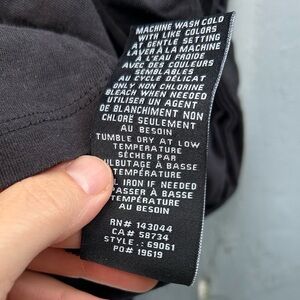 MACHINE WASH COLD
WITH LIKE COLORS
AT GENTLE SETTING
LAVER À LA MACHINE
À L'EAU FROIDE
AVEC DES COULEURS
SEMBLABLES
AU CYCLE DÉLICAT
ONLY NON CHLORINE
BLEACH WHEN NEEDED
UTILISER UN AGENT
DE BLANCHIMENT NON
CHLORÉ SEULEMENT
AU BESOIN
TUMBLE DRY AT LOW
TEMPERATURE
SÉCHER PAR
ULBUTAGE À BASSE
TEMPÉRATURE
IRON IF NEEDED
PASSER À BASSE
TEMPÉRATURE
AU BESOIN
RN# 143044
CA# 58734
STYLE.: 69061
PO# 19619